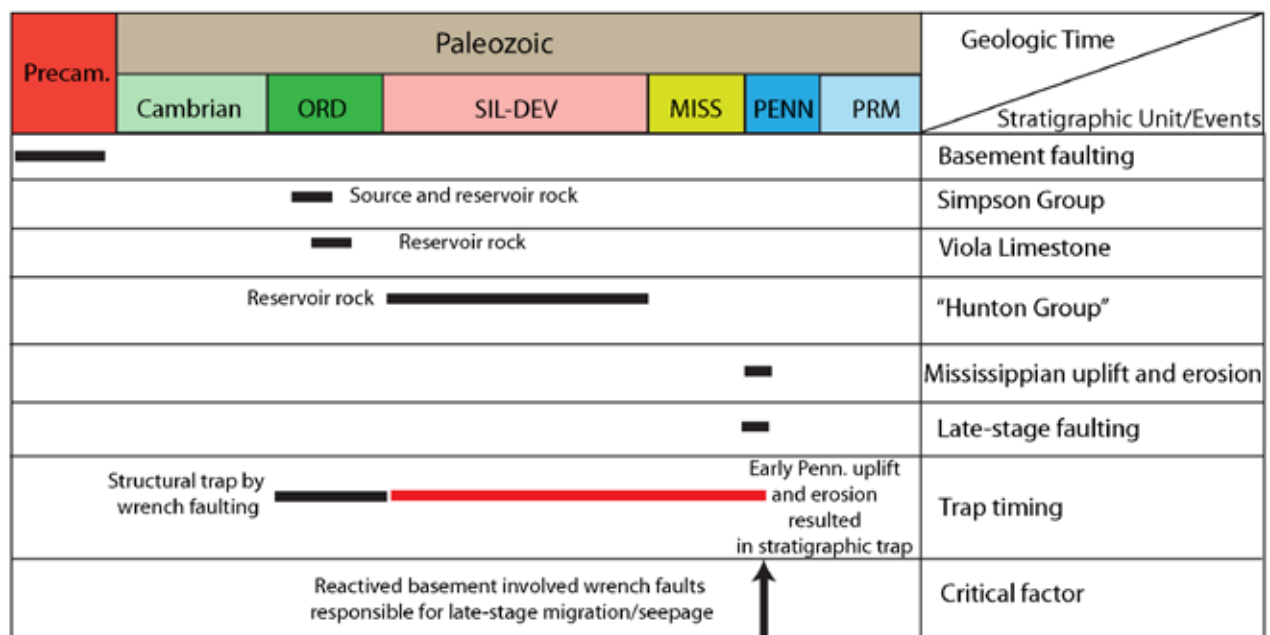 Precam.
Paleozoic
Geologic Time
Cambrian
ORD
SIL-DEV
MISS
PENN
PRM
Stratigraphic Unit/Events
Basement faulting
Source and reservoir rock
Simpson Group
Reservoir rock
Viola Limestone
Reservoir rock
“Hunton Group”
Mississippian uplift and erosion
Late-stage faulting
Structural trap by
wrench faulting
Early Penn. uplift
and erosion
resulted
in stratigraphic trap
Trap timing
Reactived basement involved wrench faults
responsible for late-stage migration/seepage
Critical factor